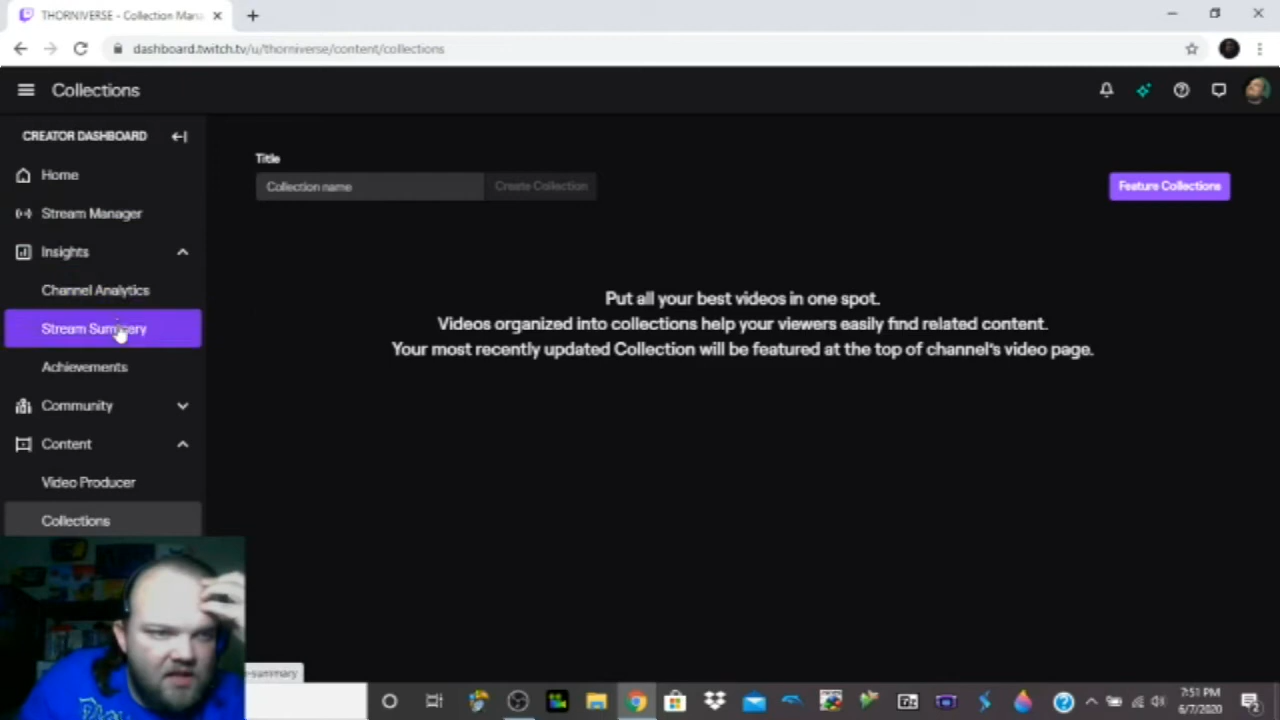 THORNIVERSE - Collection Mana
dashboard.twitch.tv/u/thorniverse/content/collections
Collections
CREATOR DASHBOARD
Home
Stream Manager
Insights
Channel Analytics
Stream Summary
Achievements
Community
Content
Video Producer
Collections
Title
Collection name
Create Collection
Feature Collections
Put all your best videos in one spot.
Videos organized into collections help your viewers easily find related content.
Your most recently updated Collection will be featured at the top of channel's video page.
-summary
7:51 PM
6/7/2020
2